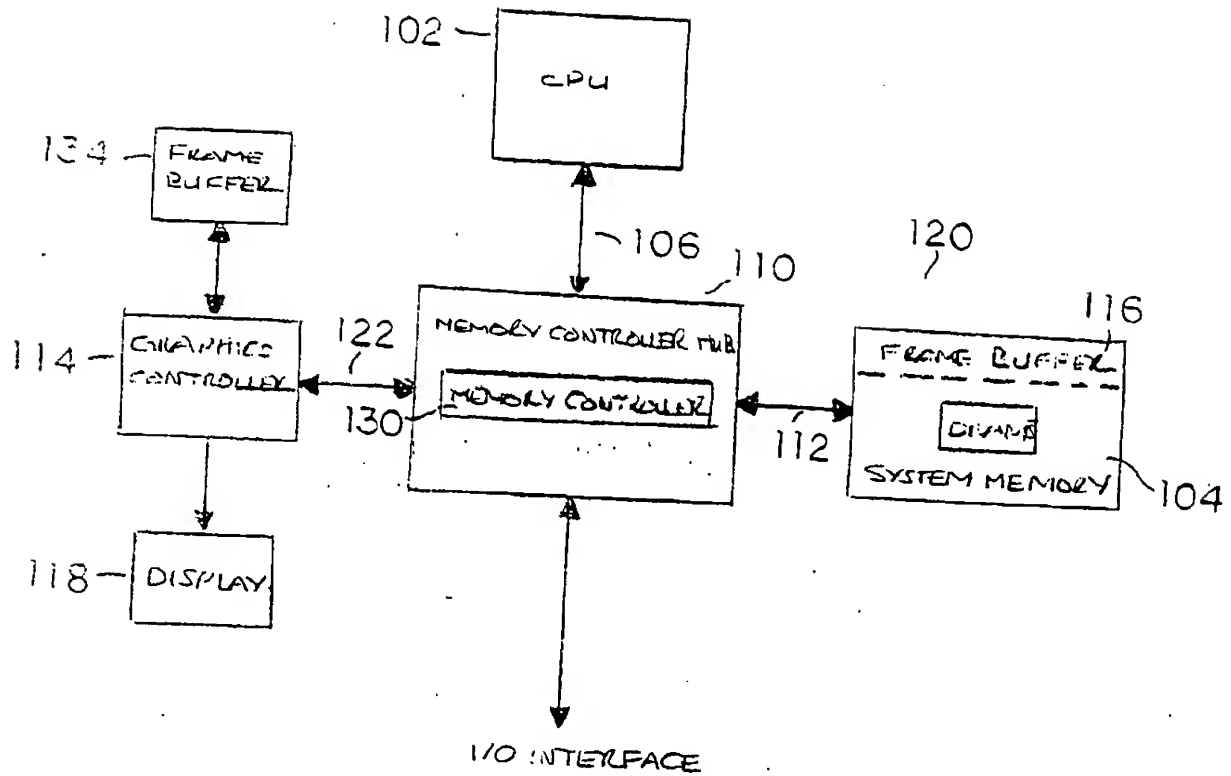 102
CPU
134
FRAME
BUFFER
106
110
120
114
GRAPHICS
CONTROLLER
122
MEMORY CONTROLLER HUB
130
MEMORY CONTROLLER
112
116
FRAME BUFFER
SYSTEM MEMORY
104
118
DISPLAY
I/O INTERFACE